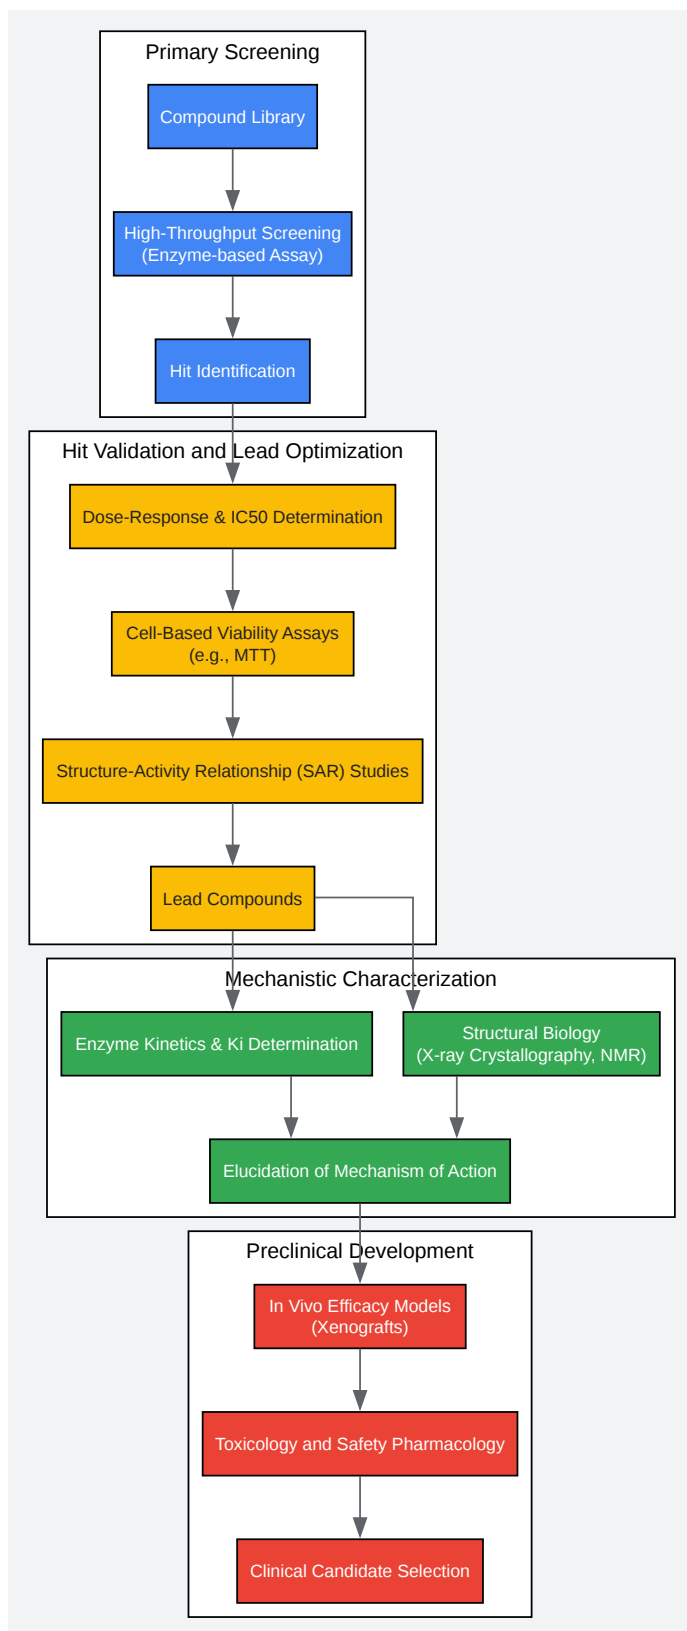 Primary Screening
Compound Library
High-Throughput Screening
(Enzyme-based Assay)
Hit Identification
Hit Validation and Lead Optimization
Dose-Response & IC50 Determination
Cell-Based Viability Assays
(e.g., MTT)
Structure-Activity Relationship (SAR) Studies
Lead Compounds
Mechanistic Characterization
Enzyme Kinetics & Ki Determination
Structural Biology
(X-ray Crystallography, NMR)
Elucidation of Mechanism of Action
Preclinical Development
In Vivo Efficacy Models
(Xenografts)
Toxicology and Safety Pharmacology
Clinical Candidate Selection